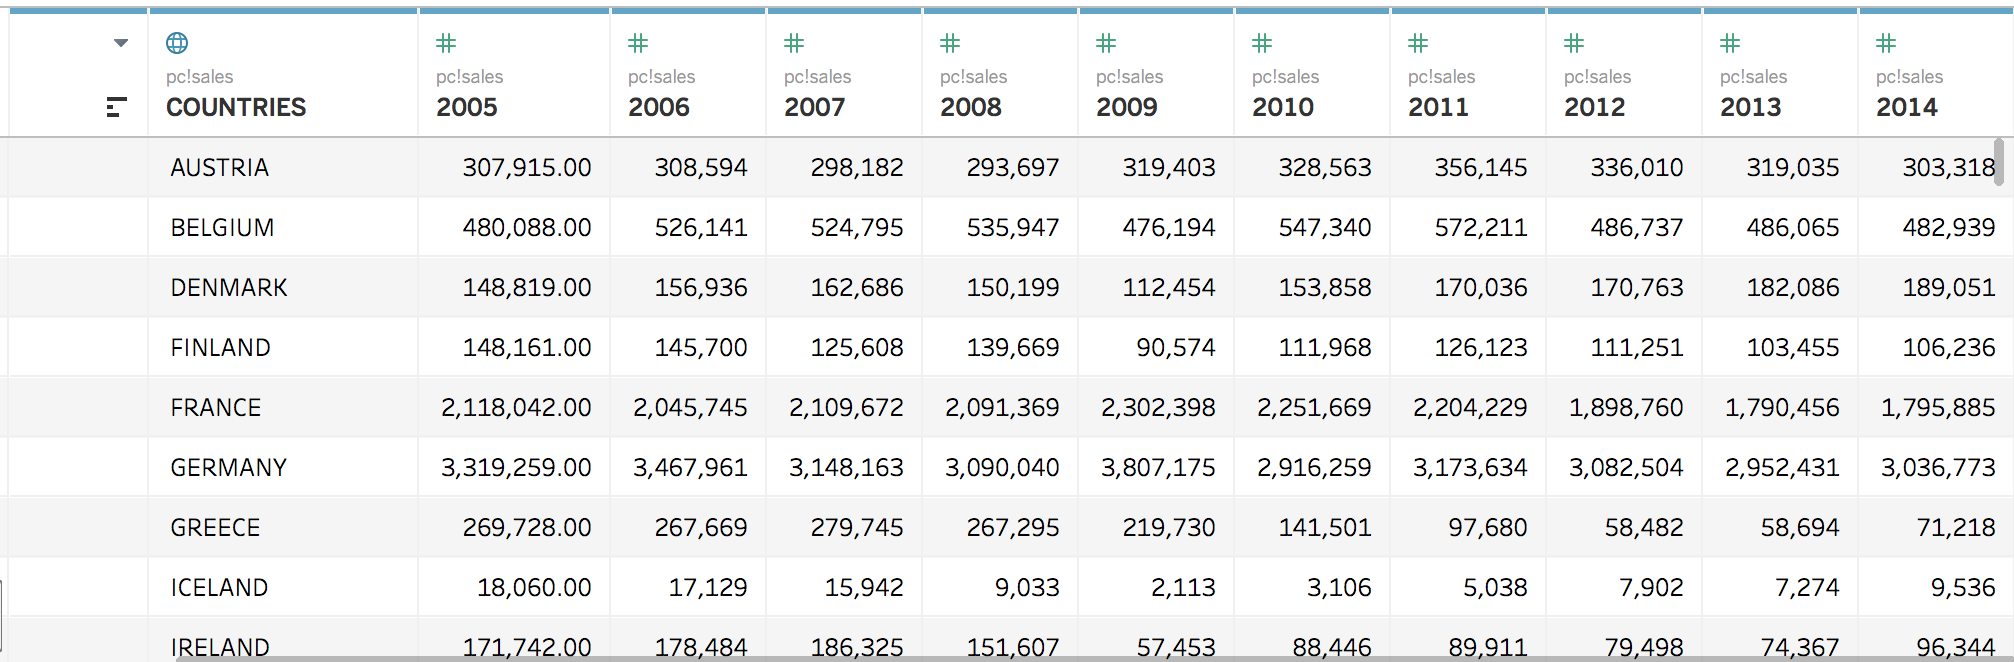 pc!sales pc!sales pc!sales pc!sales pc!sales pc!sales pc!sales pc!sales pc!sales pc!sales pc!sales
COUNTRIES 2005 2006 2007 2008 2009 2010 2011 2012 2013 2014
AUSTRIA 307,915.00 308,594 298,182 293,697 319,403 328,563 356,145 336,010 319,035 303,318
BELGIUM 480,088.00 526,141 524,795 535,947 476,194 547,340 572,211 486,737 486,065 482,939
DENMARK 148,819.00 156,936 162,686 150,199 112,454 153,858 170,036 170,763 182,086 189,051
FINLAND 148,161.00 145,700 125,608 139,669 90,574 111,968 126,123 111,251 103,455 106,236
FRANCE 2,118,042.00 2,045,745 2,109,672 2,091,369 2,302,398 2,251,669 2,204,229 1,898,760 1,790,456 1,795,885
GERMANY 3,319,259.00 3,467,961 3,148,163 3,090,040 3,807,175 2,916,259 3,173,634 3,082,504 2,952,431 3,036,773
GREECE 269,728.00 267,669 279,745 267,295 219,730 141,501 97,680 58,482 58,694 71,218
ICELAND 18,060.00 17,129 15,942 9,033 2,113 3,106 5,038 7,902 7,274 9,536
IRELAND 171,742.00 178,484 186,325 151,607 57,453 88,446 89,911 79,498 74,367 96,344